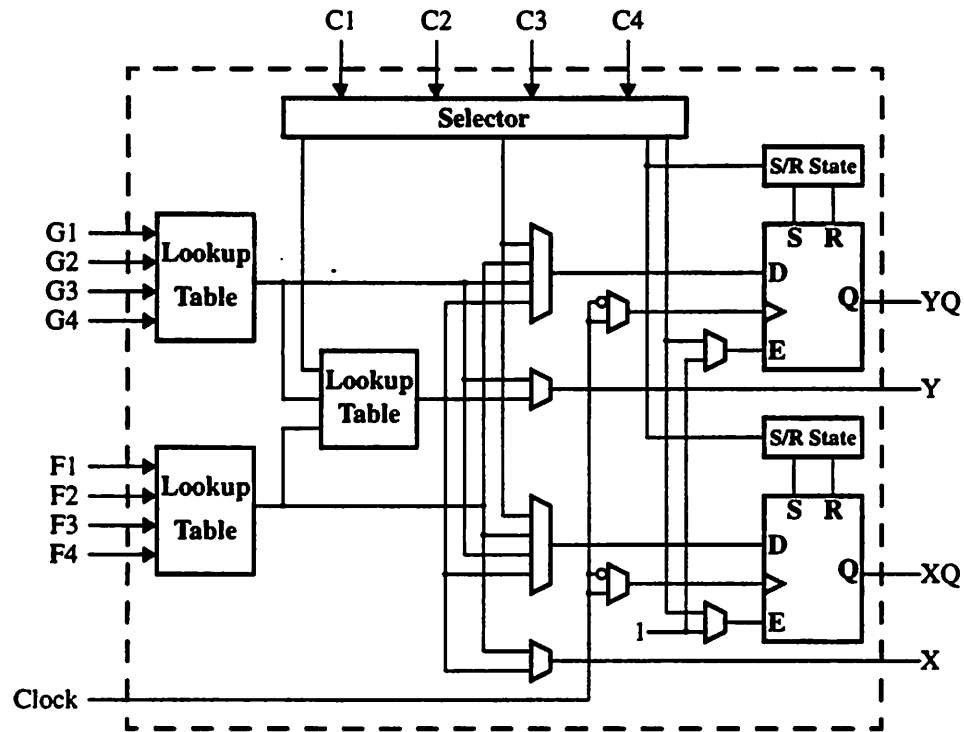 C1 C2 C3 C4
Selector
S/R State
G1
G2
G3
G4
Lookup
Table
S R
D
Q
E
YQ
Lookup
Table
Y
S/R State
F1
F2
F3
F4
Lookup
Table
S R
D
Q
E
XQ
1
X
Clock